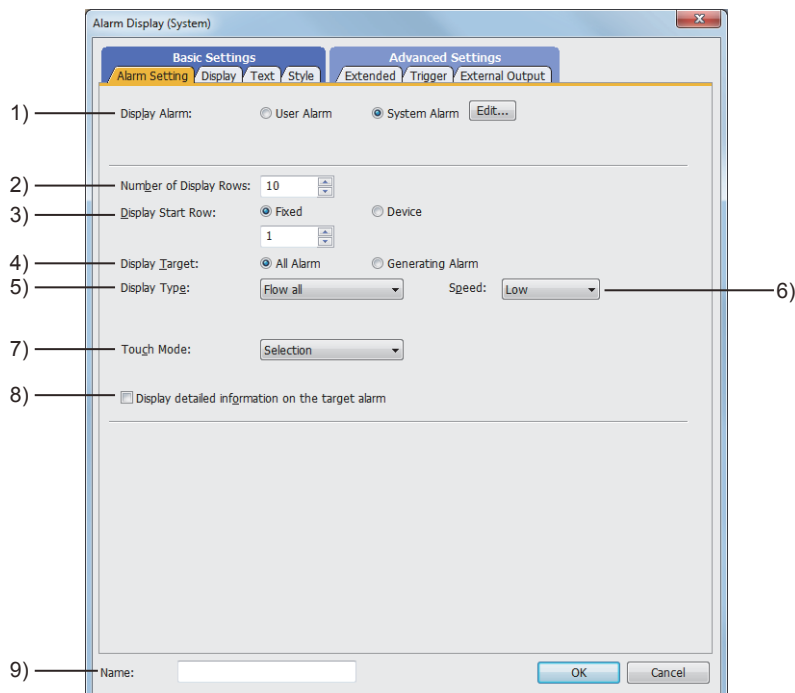 Alarm Display (System)
Basic Settings Advanced Settings
Alarm Setting Display Text Style Extended Trigger External Output
1) Display Alarm: User Alarm System Alarm Edit...
2) Number of Display Rows: 10
3) Display Start Row: Fixed Device
1
4) Display Target: All Alarm Generating Alarm
5) Display Type: Flow all Speed: Low 6)
7) Touch Mode: Selection
8) Display detailed information on the target alarm
9) Name: OK Cancel